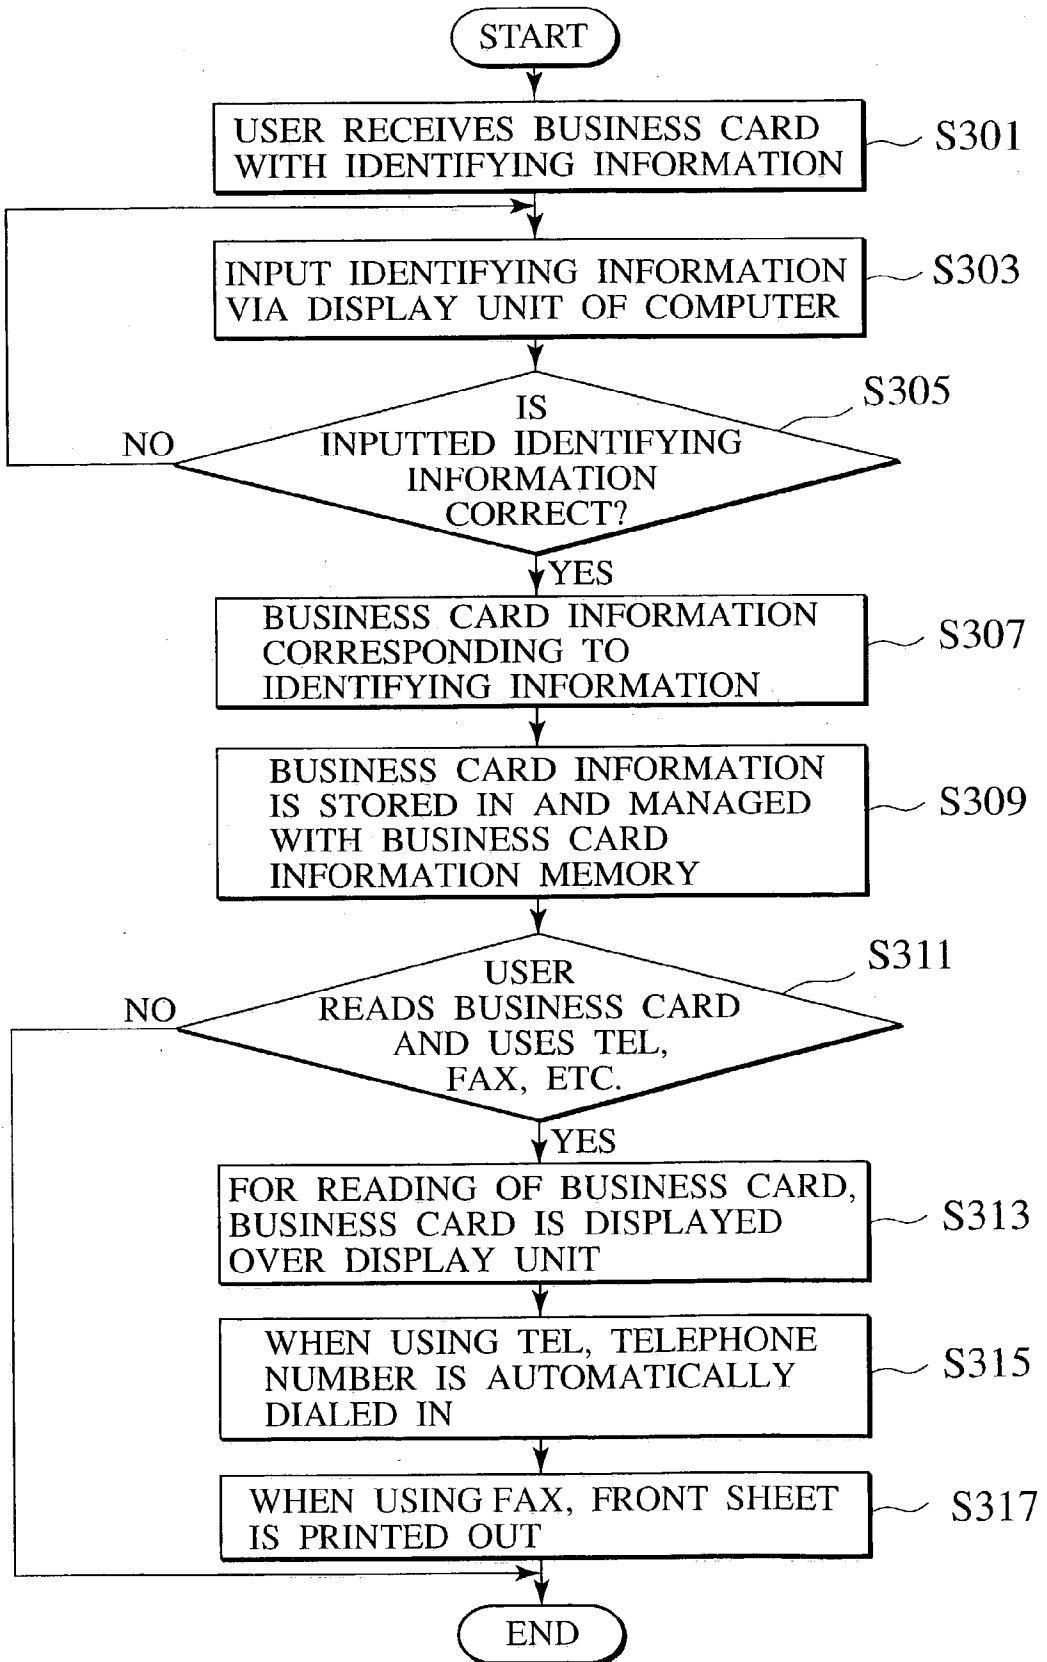 START
USER RECEIVES BUSINESS CARD
WITH IDENTIFYING INFORMATION
S301
INPUT IDENTIFYING INFORMATION
VIA DISPLAY UNIT OF COMPUTER
S303
IS
INPUTTED IDENTIFYING
INFORMATION
CORRECT?
S305
NO
YES
BUSINESS CARD INFORMATION
CORRESPONDING TO
IDENTIFYING INFORMATION
S307
BUSINESS CARD INFORMATION
IS STORED IN AND MANAGED
WITH BUSINESS CARD
INFORMATION MEMORY
S309
USER
READS BUSINESS CARD
AND USES TEL,
FAX, ETC.
S311
NO
YES
FOR READING OF BUSINESS CARD,
BUSINESS CARD IS DISPLAYED
OVER DISPLAY UNIT
S313
WHEN USING TEL, TELEPHONE
NUMBER IS AUTOMATICALLY
DIALED IN
S315
WHEN USING FAX, FRONT SHEET
IS PRINTED OUT
S317
END